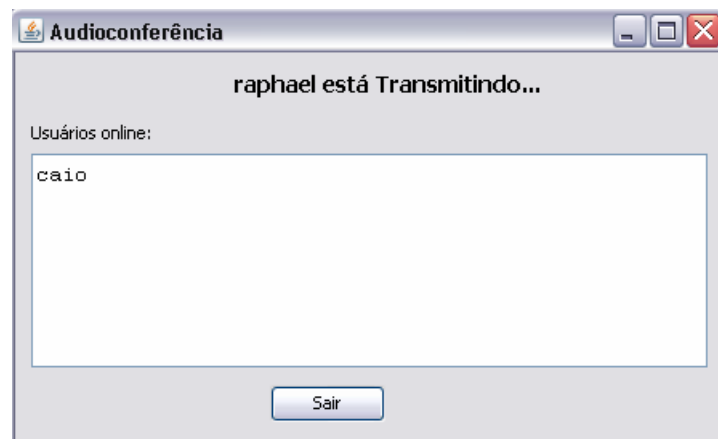 Audioconferência
raphael está Transmitindo...
Usuários online:
caio
Sair